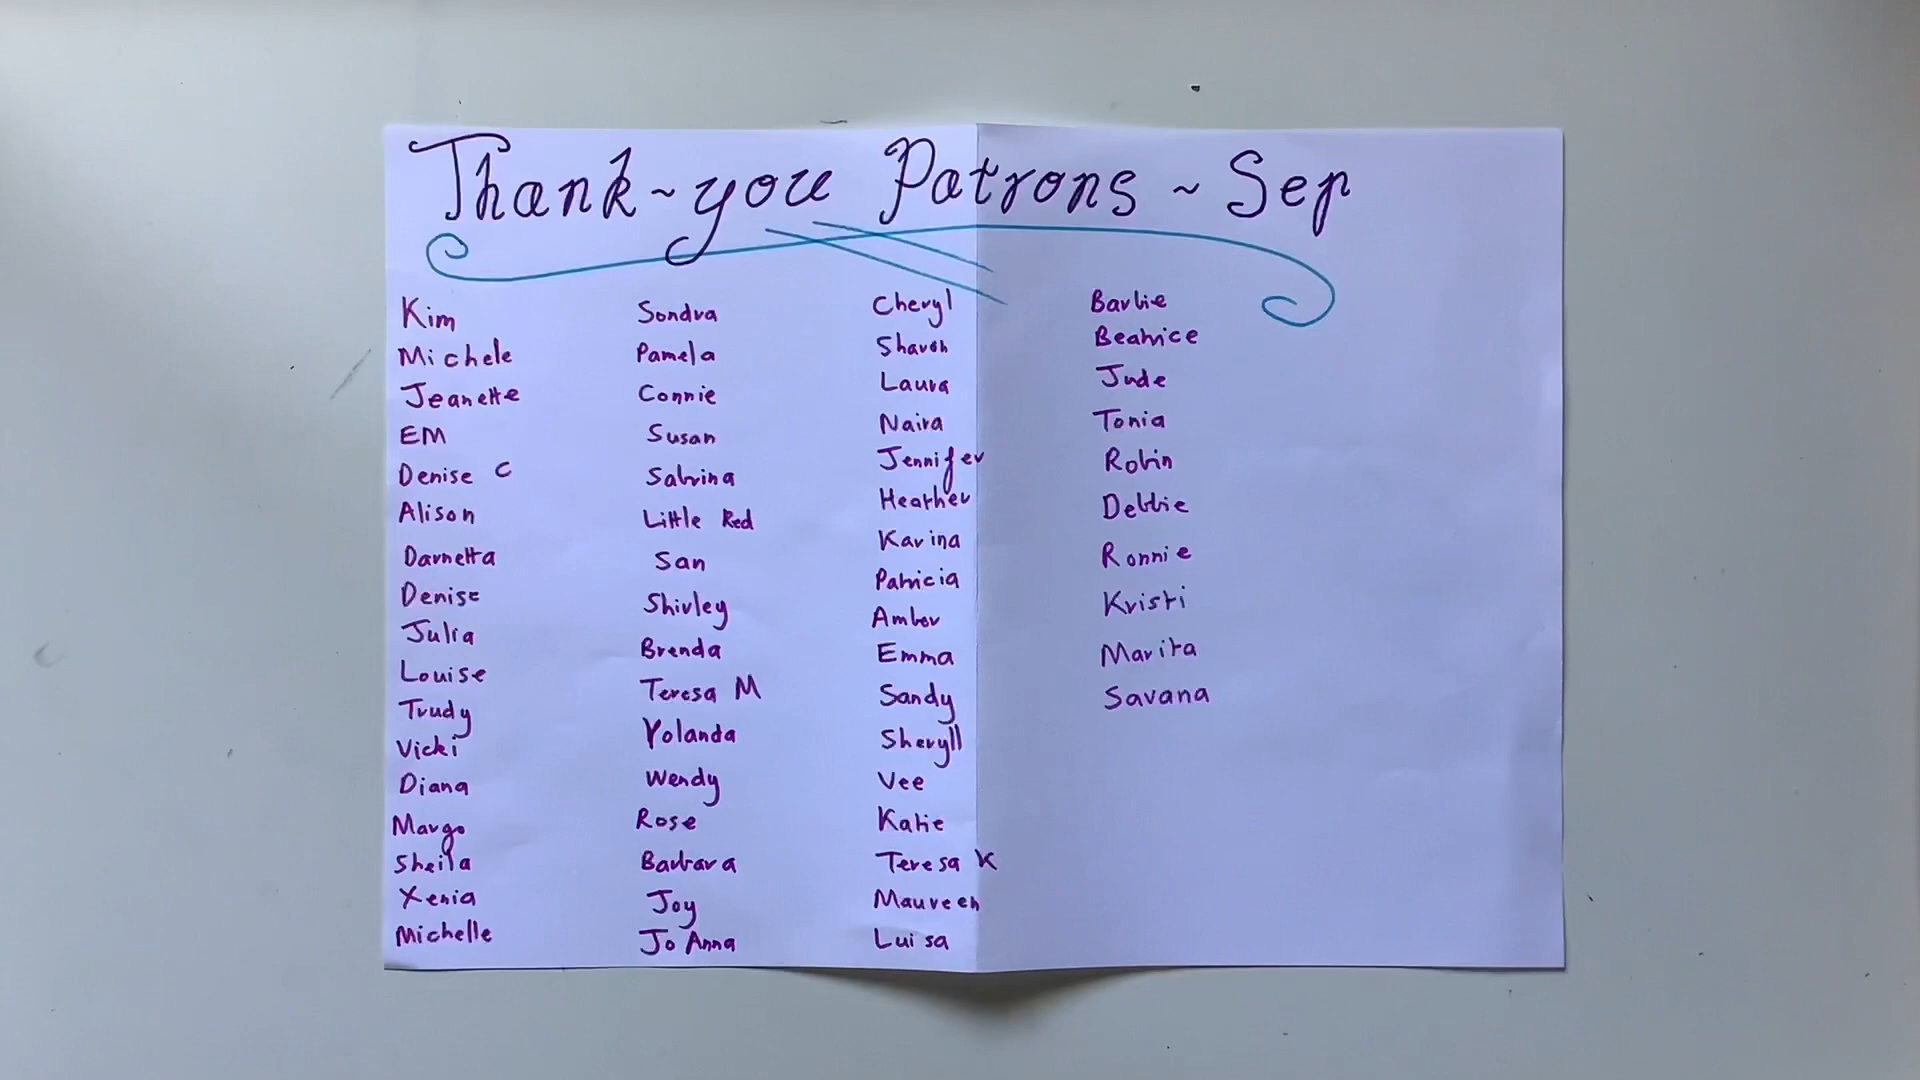 Thank-you Patrons ~ Sep
Kim
Michele
Jeanette
EM
Denise C
Alison
Darnetta
Denise
Julia
Louise
Trudy
Vicki
Diana
Margo
Sheila
Xenia
Michelle
Sondra
Pamela
Connie
Susan
Sabrina
Little Red
San
Shirley
Brenda
Teresa M
Yolanda
Wendy
Rose
Barbara
Joy
Jo Anna
Cheryl
Sharon
Laura
Naira
Jennifer
Heather
Karina
Patricia
Amber
Emma
Sandy
Sheryll
Vee
Katie
Teresa K
Maureen
Luisa
Barbie
Beatrice
Jude
Tonia
Robin
Debbie
Ronnie
Kristi
Marita
Savana